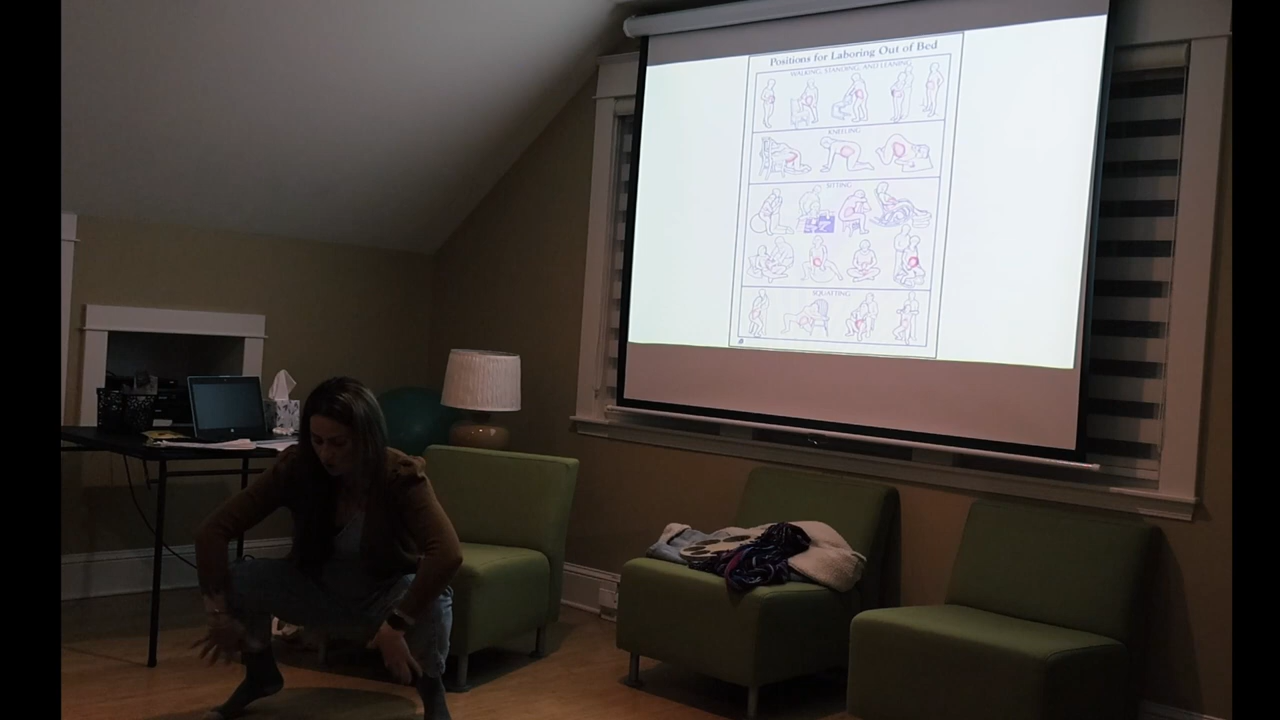 Positions for Laboring Out of Bed
WALKING, STANDING, AND LEANING
KNEELING
SITTING
SQUATTING